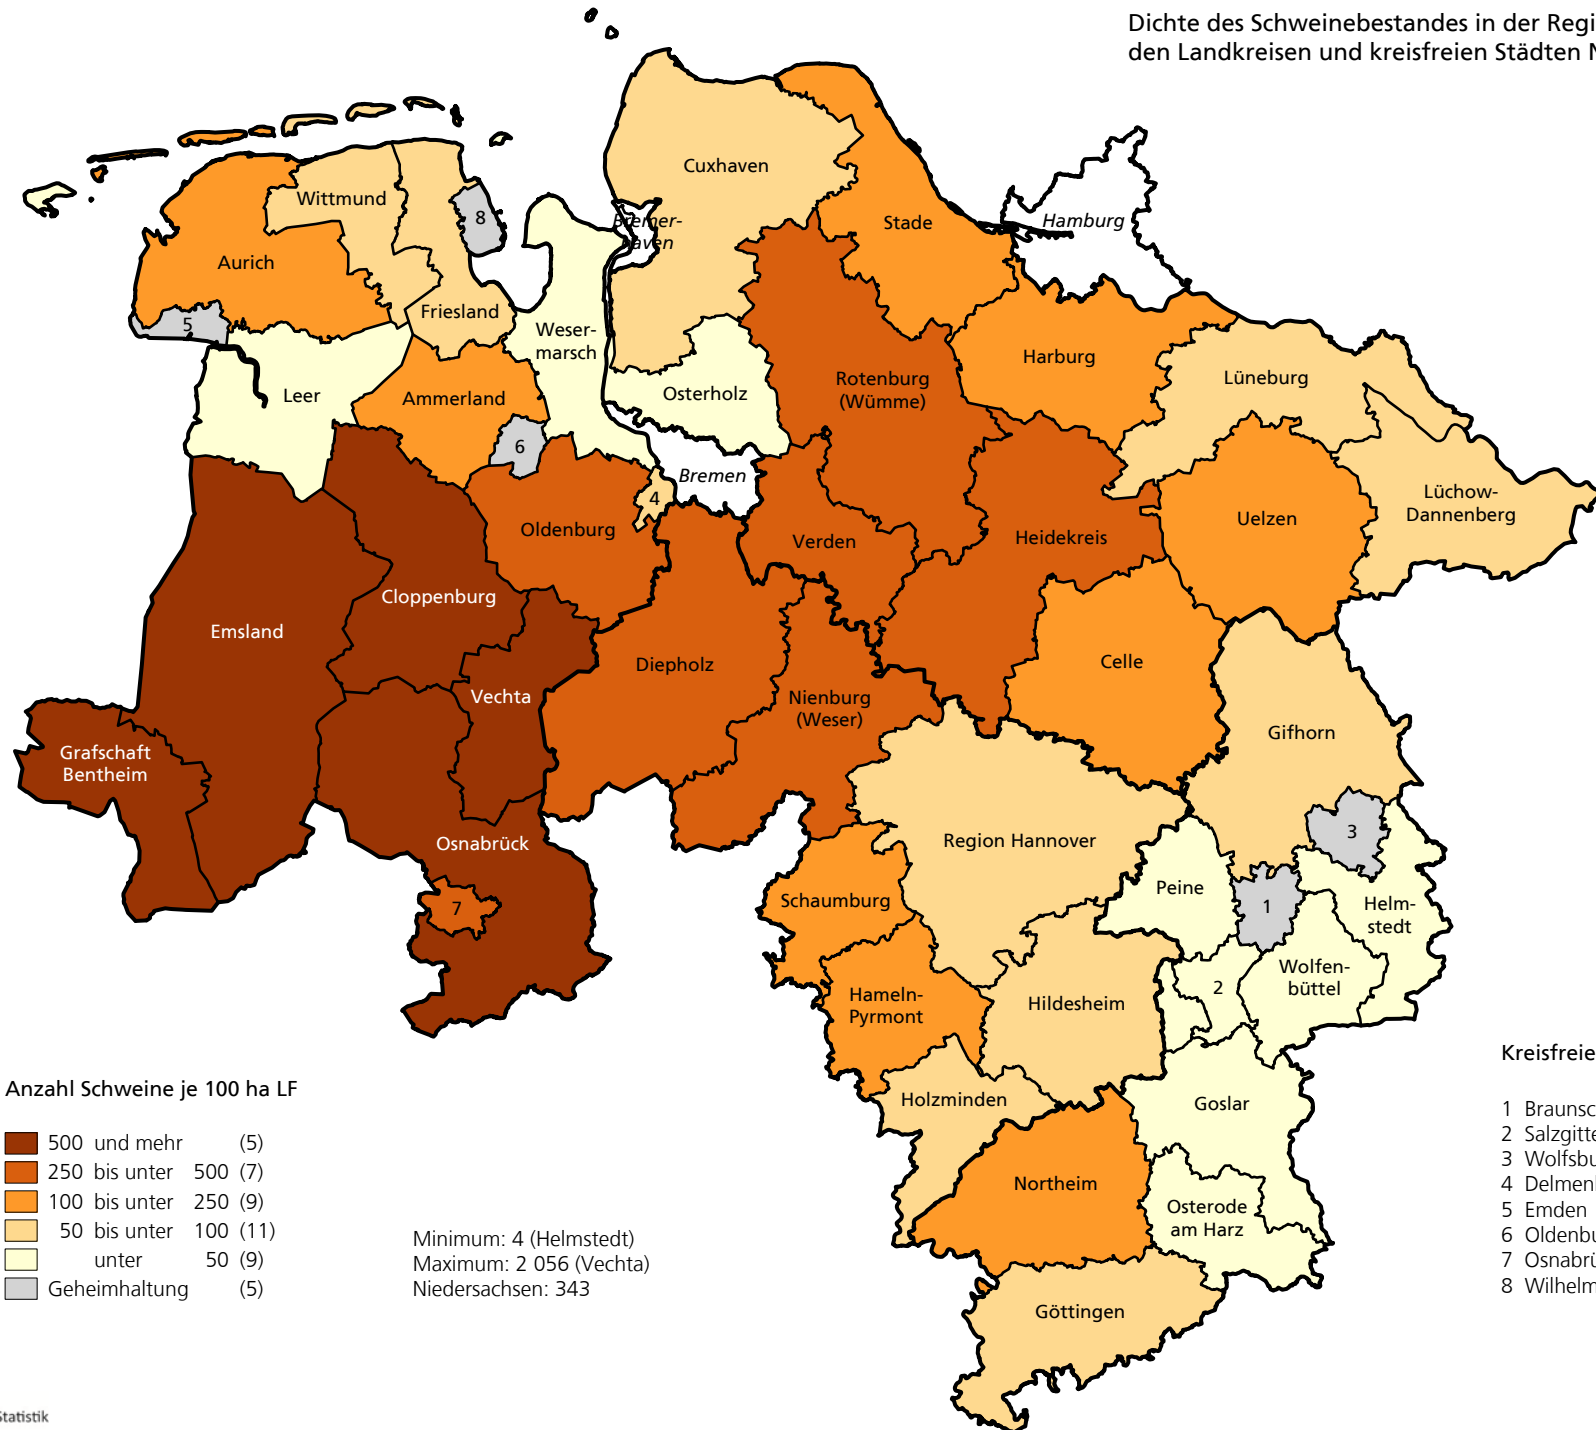 Dichte des Schweinebestandes in der Regi
den Landkreisen und kreisfreien Städten N
Cuxhaven
Wittmund
8
Stade
Hamburg
Bremer-
haven
Aurich
Friesland
5
Weser-
marsch
Harburg
Lüneburg
Rotenburg
(Wümme)
Osterholz
Leer
Ammerland
6
Bremen
4
Lüchow-
Dannenberg
Uelzen
Oldenburg
Verden
Heidekreis
Cloppenburg
Emsland
Diepholz
Celle
Vechta
Nienburg
(Weser)
Gifhorn
Grafschaft
Bentheim
Region Hannover
3
Osnabrück
Peine
Schaumburg
7
1
Helm-
stedt
Wolfen-
büttel
2
Hameln-
Pyrmont
Hildesheim
Holzminden
Goslar
Northeim
Osterode
am Harz
Göttingen
Anzahl Schweine je 100 ha LF
500 und mehr (5)
250 bis unter 500 (7)
100 bis unter 250 (9)
50 bis unter 100 (11)
unter 50 (9)
Geheimhaltung (5)
Minimum: 4 (Helmstedt)
Maximum: 2 056 (Vechta)
Niedersachsen: 343
Kreisfreie
1 Braunsc
2 Salzgitte
3 Wolfsbu
4 Delmenh
5 Emden
6 Oldenbu
7 Osnabrü
8 Wilhelm
Statistik